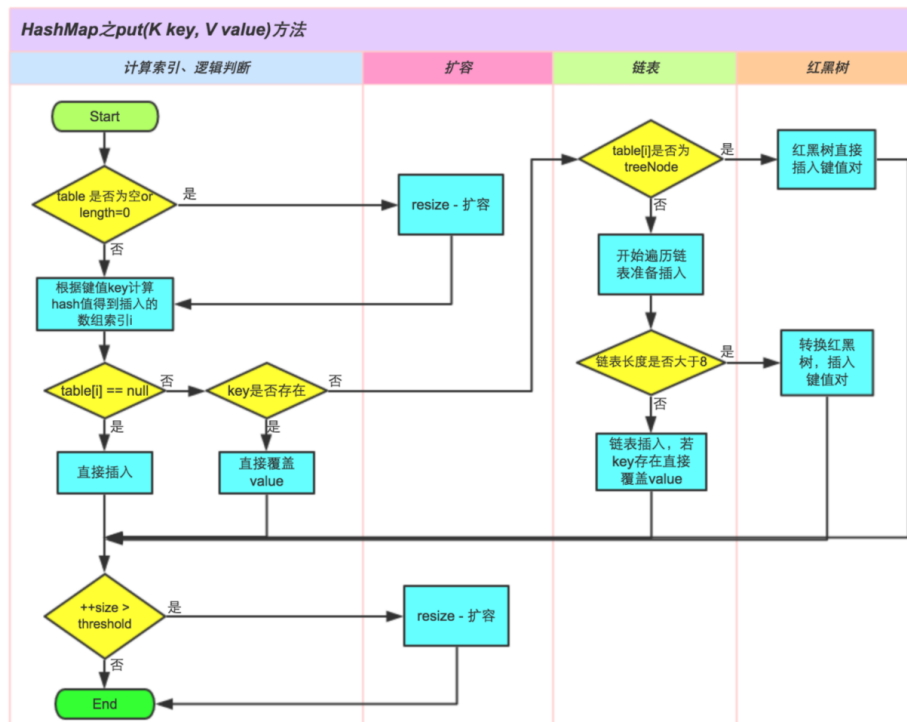 HashMap之put(K key, V value)方法
计算索引、逻辑判断
扩容
链表
红黑树
Start
table 是否为空or
length=0
是
resize - 扩容
否
根据键值key计算
hash值得到插入的
数组索引i
table[i] == null
否
key是否存在
否
是
直接插入
是
直接覆盖
value
table[i]是否为
treeNode
是
红黑树直接
插入键值对
否
开始遍历链
表准备插入
链表长度是否大于8
是
转换红黑
树，插入
键值对
否
链表插入，若
key存在直接
覆盖value
++size >
threshold
是
resize - 扩容
否
End